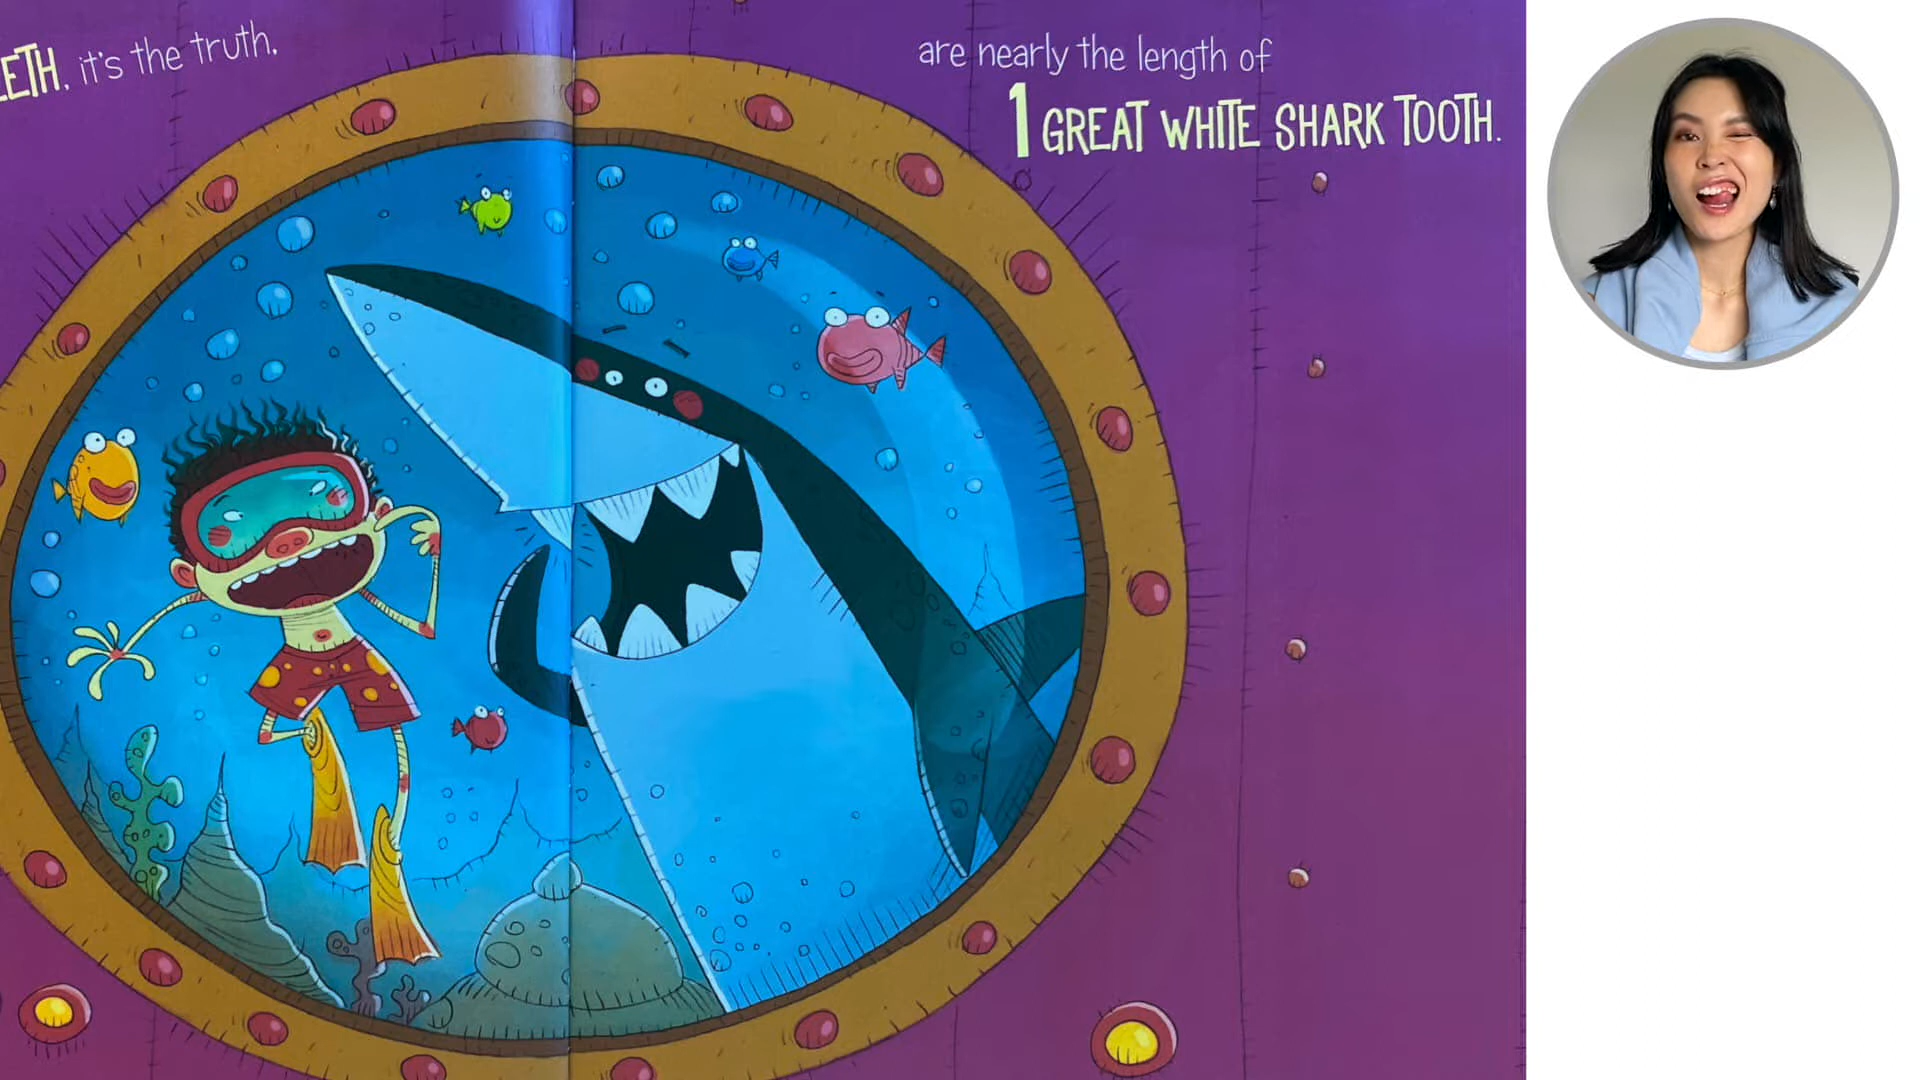 ETH, it's the truth,
are nearly the length of
1 GREAT WHITE SHARK TOOTH.